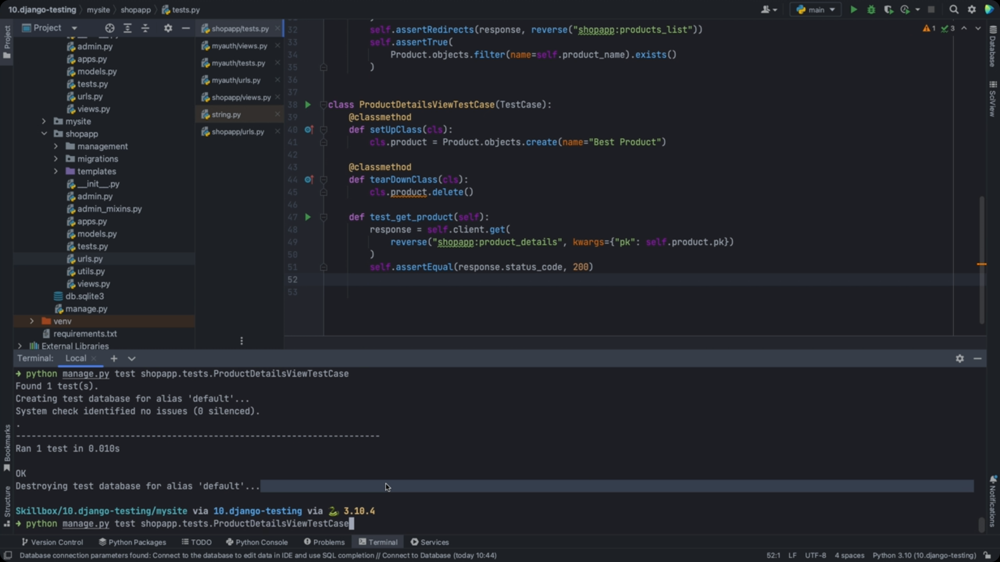 10.django-testing mysite shopapp tests.py
main
Project
admin.py
apps.py
models.py
tests.py
urls.py
views.py
mysite
shopapp
management
migrations
templates
__init__.py
admin.py
admin_mixins.py
apps.py
models.py
tests.py
urls.py
utils.py
views.py
db.sqlite3
manage.py
venv
requirements.txt
External Libraries
shopapp/tests.py
myauth/views.py
myauth/tests.py
myauth/urls.py
shopapp/views.py
string.py
shopapp/urls.py
1 3
32 self.assertRedirects(response, reverse("shopapp:products_list"))
33 self.assertTrue(
34 Product.objects.filter(name=self.product_name).exists()
35 )
36
37
38 class ProductDetailsViewTestCase(TestCase):
39 @classmethod
40 def setUpClass(cls):
41 cls.product = Product.objects.create(name="Best Product")
42
43 @classmethod
44 def tearDownClass(cls):
45 cls.product.delete()
46
47 def test_get_product(self):
48 response = self.client.get(
49 reverse("shopapp:product_details", kwargs={"pk": self.product.pk})
50 )
51 self.assertEqual(response.status_code, 200)
52
53
Project
Bookmarks
Structure
Database
SciView
Notifications
Terminal: Local
→ python manage.py test shopapp.tests.ProductDetailsViewTestCase
Found 1 test(s).
Creating test database for alias 'default'...
System check identified no issues (0 silenced).
.
----------------------------------------------------------------------
Ran 1 test in 0.010s
OK
Destroying test database for alias 'default'...
Skillbox/10.django-testing/mysite via 10.django-testing via 🐍 3.10.4
→ python manage.py test shopapp.tests.ProductDetailsViewTestCase
Version Control Python Packages TODO Python Console Problems Terminal Services
Database connection parameters found: Connect to the database to edit data in IDE and use SQL completion // Connect to Database (today 10:44) 52:1 LF UTF-8 4 spaces Python 3.10 (10.django-testing)